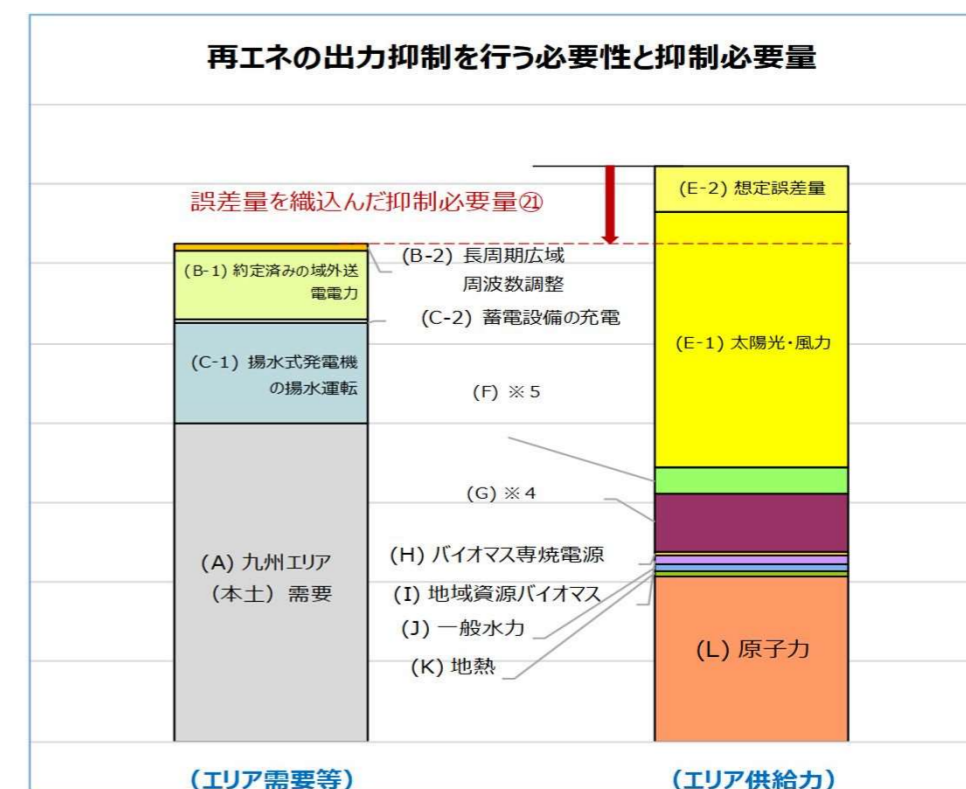 再エネの出力抑制を行う必要性と抑制必要量
誤差量を織込んだ抑制必要量㉑
(B-1) 約定済みの域外送
電電力
(C-1) 揚水式発電機
の揚水運転
(A) 九州エリア
(本土) 需要
(エリア需要等)
(B-2) 長周期広域
周波数調整
(C-2) 蓄電設備の充電
(F) ※5
(G) ※4
(H) バイオマス専焼電源
(I) 地域資源バイオマス
(J) 一般水力
(K) 地熱
(E-2) 想定誤差量
(E-1) 太陽光・風力
(L) 原子力
(エリア供給力)